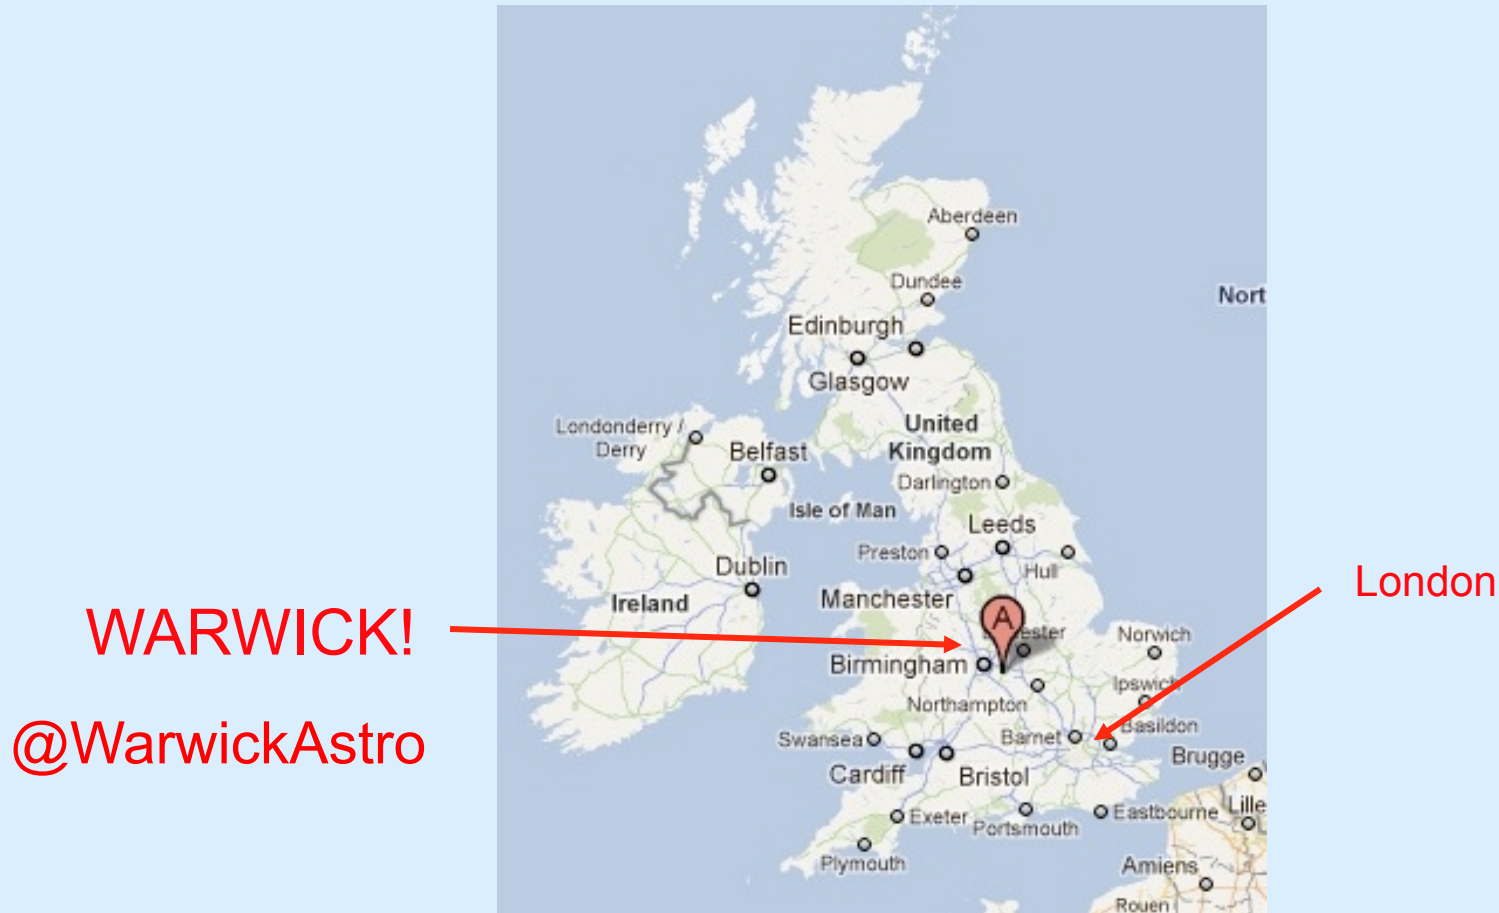 Aberdeen
Dundee
Nort
Edinburgh
Glasgow
Londonderry /
Derry
Belfast
United
Kingdom
Darlington
Isle of Man
Leeds
Preston
Hull
Dublin
London
Ireland
Manchester
A
WARWICK!
Norwich
Birmingham
Ipswich
Northampton
@WarwickAstro
Swansea
Barnet
Basildon
Brugge
Cardiff
Bristol
Exeter
Portsmouth
Eastbourne
Lille
Plymouth
Amiens
Rouen